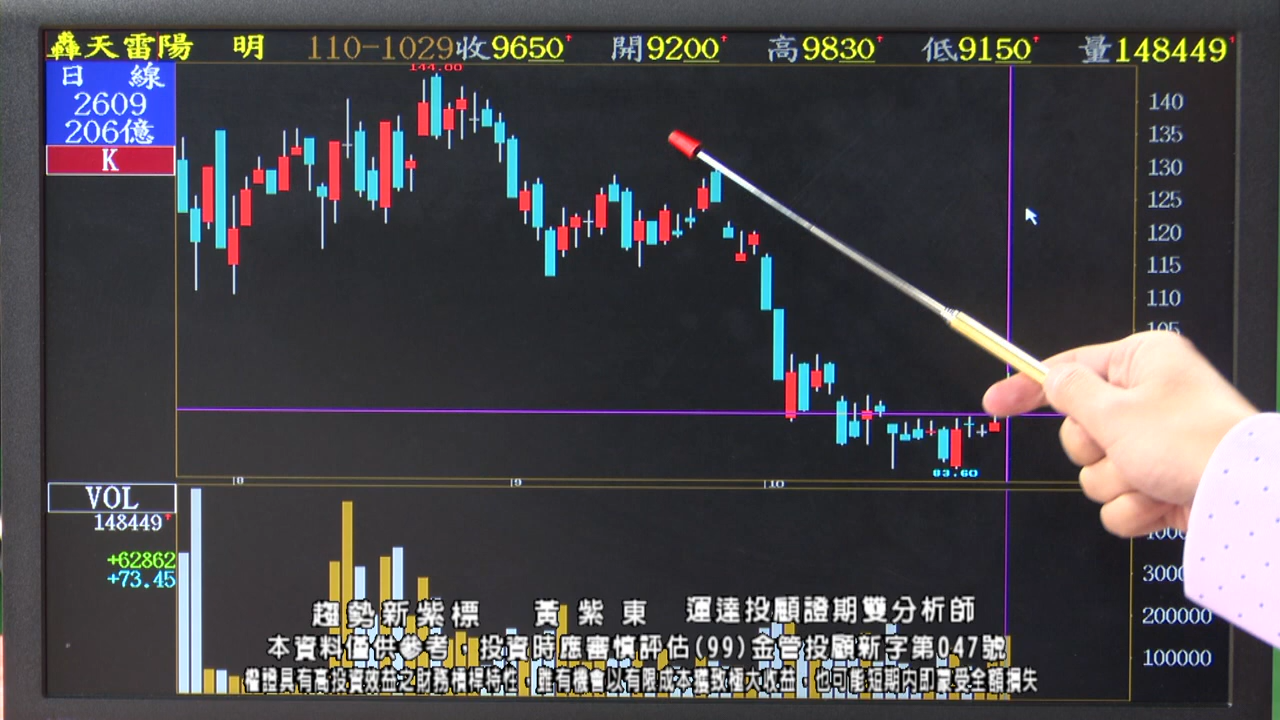 轟天雷陽 明 110-1029收9650↑ 開9200↑ 高9830↑ 低9150↑ 量148449↑
日 線
2609
206億
K
144.00
140
135
130
125
120
115
110
105
83.60
8 9 10
VOL
148449↑
+62862
+73.45
3000
200000
100000
趨勢新紫標 黃紫東 運達投顧證期雙分析師
本資料僅供參考，投資時應審慎評估(99)金管投顧新字第047號
權證具有高投資效益之財務槓桿特性，雖有機會以有限成本獲致極大收益，也可能短期內即蒙受全額損失